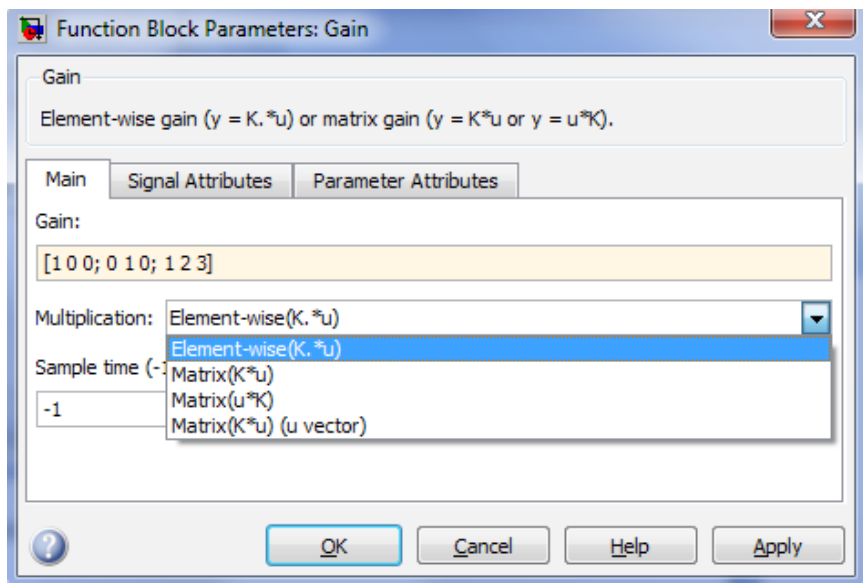 Function Block Parameters: Gain
X
Gain
Element-wise gain (y = K.*u) or matrix gain (y = K*u or y = u*K).
Main Signal Attributes Parameter Attributes
Gain:
[1 0 0; 0 1 0; 1 2 3]
Multiplication: Element-wise(K.*u)
Element-wise(K.*u)
Sample time (-1
Matrix(K*u)
Matrix(u*K)
-1
Matrix(K*u) (u vector)
? OK Cancel Help Apply